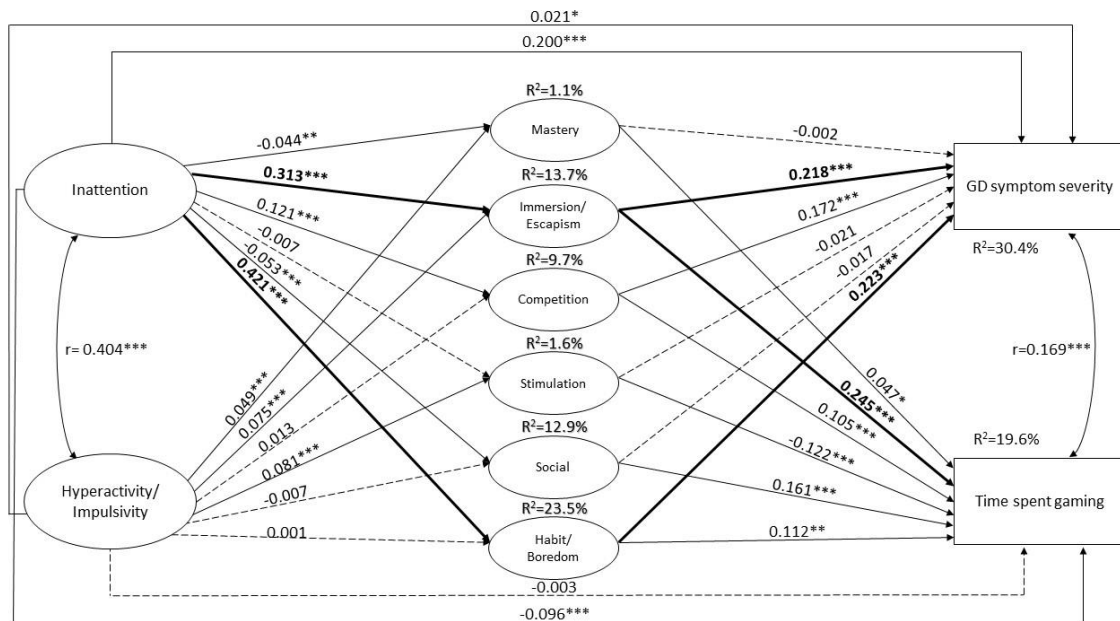 0.021*
0.200***
R²=1.1%
Mastery
-0.044**
-0.002
Inattention
0.313***
R²=13.7%
0.218***
GD symptom severity
Immersion/
Escapism
0.121***
0.172***
-0.007
-0.021
-0.053***
R²=9.7%
-0.017
R²=30.4%
0.421***
Competition
0.223***
r= 0.404***
R²=1.6%
r=0.169***
Stimulation
0.049***
0.047*
0.075***
0.245***
0.013
R²=12.9%
0.105***
R²=19.6%
0.081***
Social
-0.122***
Hyperactivity/
Impulsivity
-0.007
0.161***
Time spent gaming
R²=23.5%
0.001
Habit/
Boredom
0.112**
-0.003
-0.096***